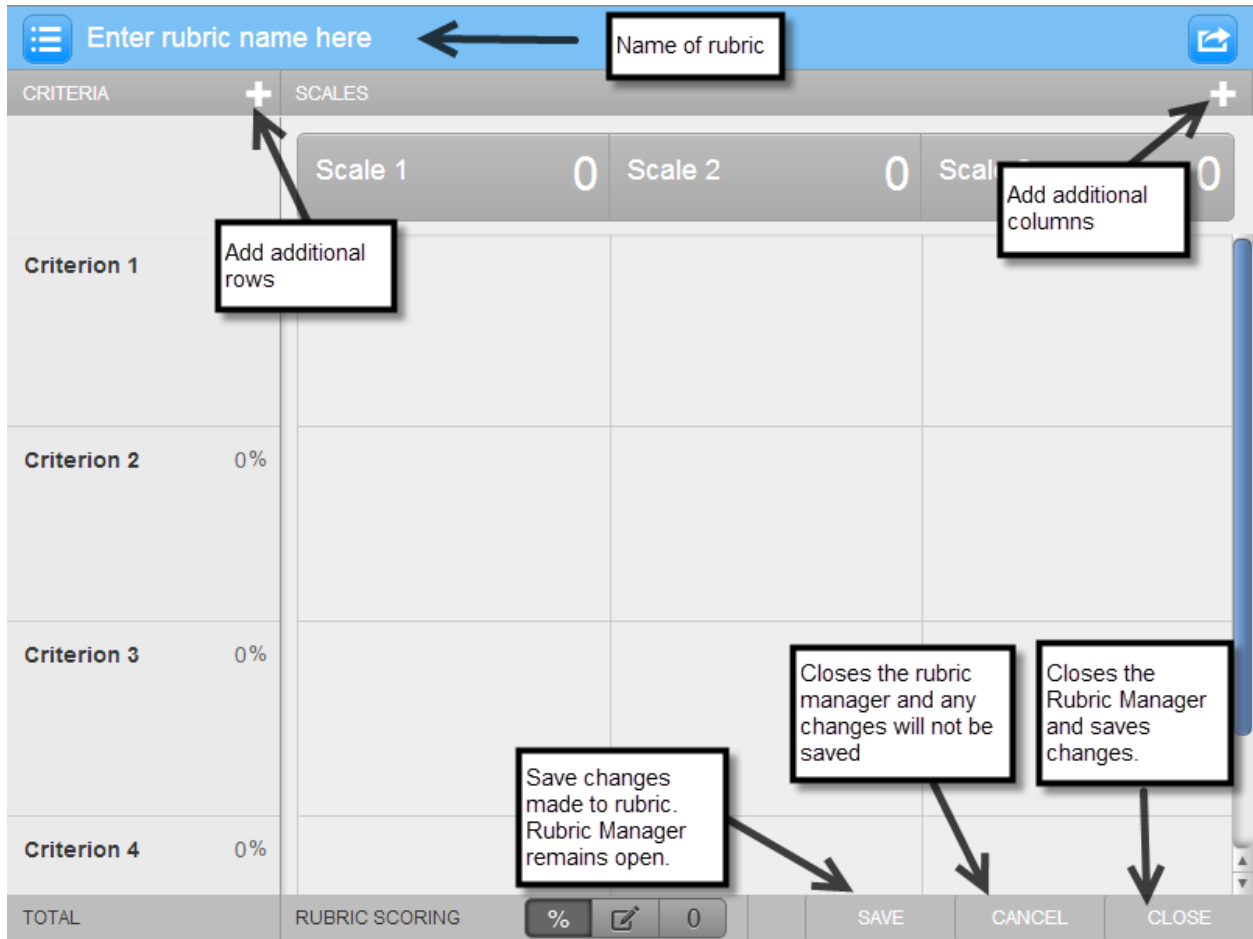 Enter rubric name here
Name of rubric
CRITERIA
SCALES
Scale 1 0
Scale 2 0
0
Add additional
columns
Add additional
rows
Criterion 1
Criterion 2 0%
Criterion 3 0%
Closes the rubric
manager and any
changes will not be
saved
Closes the
Rubric Manager
and saves
changes.
Save changes
made to rubric.
Rubric Manager
remains open.
Criterion 4 0%
TOTAL
RUBRIC SCORING
% 0
SAVE
CANCEL
CLOSE